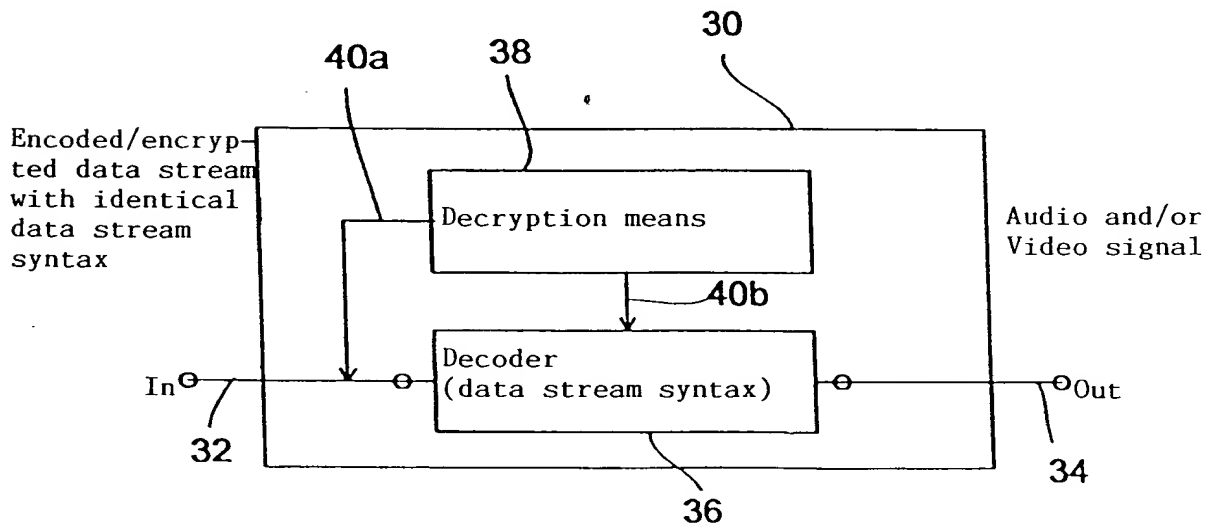 30
38
40a
Encoded/encryp-
ted data stream
with identical
data stream
syntax
Decryption means
Audio and/or
Video signal
40b
Decoder
(data stream syntax)
In
Out
32
34
36